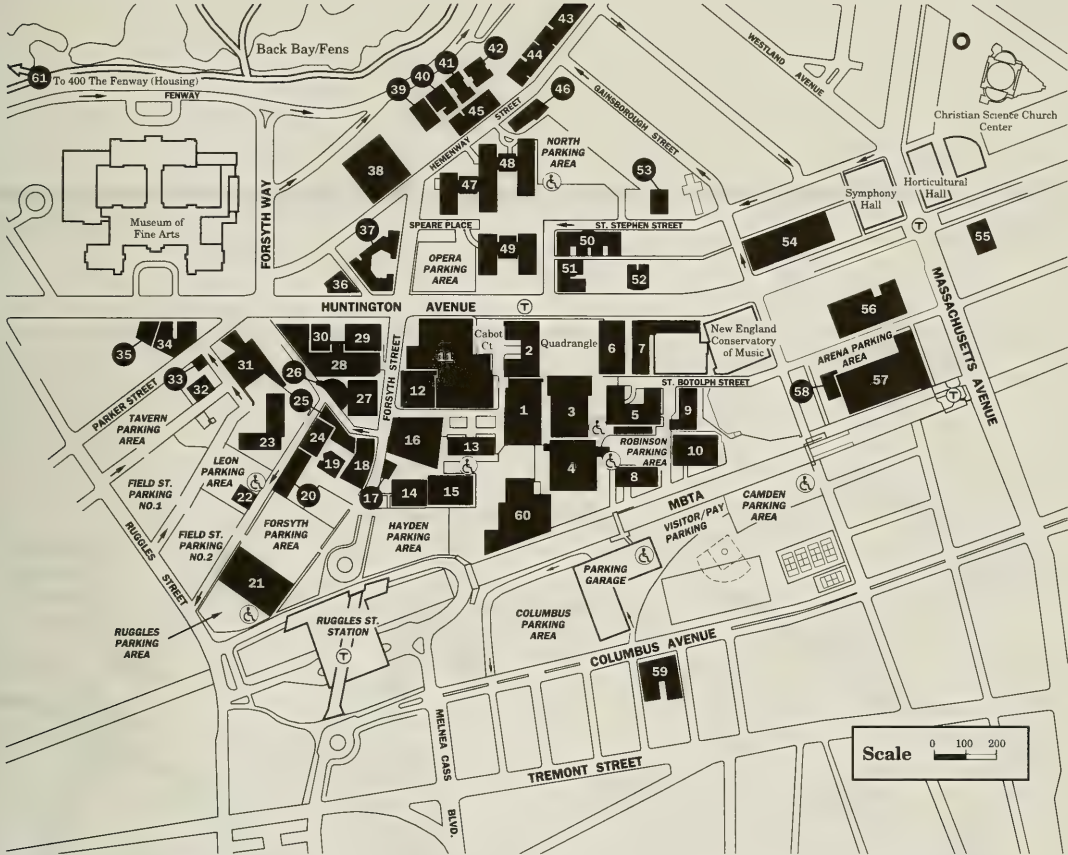 43
42
41
40
39
44
45
46
Back Bay/Fens
61
To 400 The Fenway (Housing)
FENWAY
WESTLAND AVENUE
Christian Science Church
Center
GAINSBOROUGH STREET
HEMENWAY STREET
NORTH
PARKING
AREA
38
47
48
53
Museum of
Fine Arts
FORSYTH WAY
Symphony
Hall
Horticultural
Hall
T
37
SPEARE PLACE
ST. STEPHEN STREET
OPERA
PARKING
AREA
49
50
51
52
54
55
36
HUNTINGTON AVENUE
T
MASSACHUSETTS AVENUE
56
35
34
30
29
28
31
26
33
32
25
27
FORSYTH STREET
11
12
Cabot
Ct.
2
Quadrangle
6
7
New England
Conservatory
of Music
ARENA PARKING
AREA
57
58
T
ST. BOTOLPH STREET
PARKER STREET
TAVERN
PARKING
AREA
23
24
19
18
20
22
LEON
PARKING
AREA
16
13
17
14
15
1
3
5
9
10
4
8
60
ROBINSON
PARKING
AREA
FIELD ST.
PARKING
NO.1
FIELD ST.
PARKING
NO.2
FORSYTH
PARKING
AREA
HAYDEN
PARKING
AREA
MBTA
VISITOR/PAY
PARKING
CAMDEN
PARKING
AREA
RUGGLES STREET
21
PARKING
GARAGE
RUGGLES
PARKING
AREA
RUGGLES ST.
STATION
T
COLUMBUS
PARKING
AREA
COLUMBUS AVENUE
59
MELNEA CASS BLVD.
TREMONT STREET
Scale
0 100 200